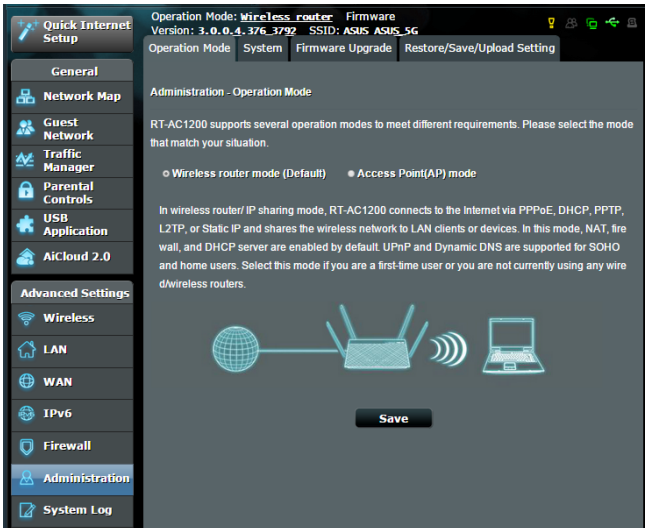 Quick Internet
Setup
General
Network Map
Guest
Network
Traffic
Manager
Parental
Controls
USB
Application
AiCloud 2.0
Advanced Settings
Wireless
LAN
WAN
IPv6
Firewall
Administration
System Log
Operation Mode: Wireless router Firmware
Version: 3.0.0.4.376_3792 SSID: ASUS ASUS_5G
Operation Mode System Firmware Upgrade Restore/Save/Upload Setting
Administration - Operation Mode
RT-AC1200 supports several operation modes to meet different requirements. Please select the mode
that match your situation.
Wireless router mode (Default) Access Point(AP) mode
In wireless router/ IP sharing mode, RT-AC1200 connects to the Internet via PPPoE, DHCP, PPTP,
L2TP, or Static IP and shares the wireless network to LAN clients or devices. In this mode, NAT, fire
wall, and DHCP server are enabled by default. UPnP and Dynamic DNS are supported for SOHO
and home users. Select this mode if you are a first-time user or you are not currently using any wire
d/wireless routers.
Save